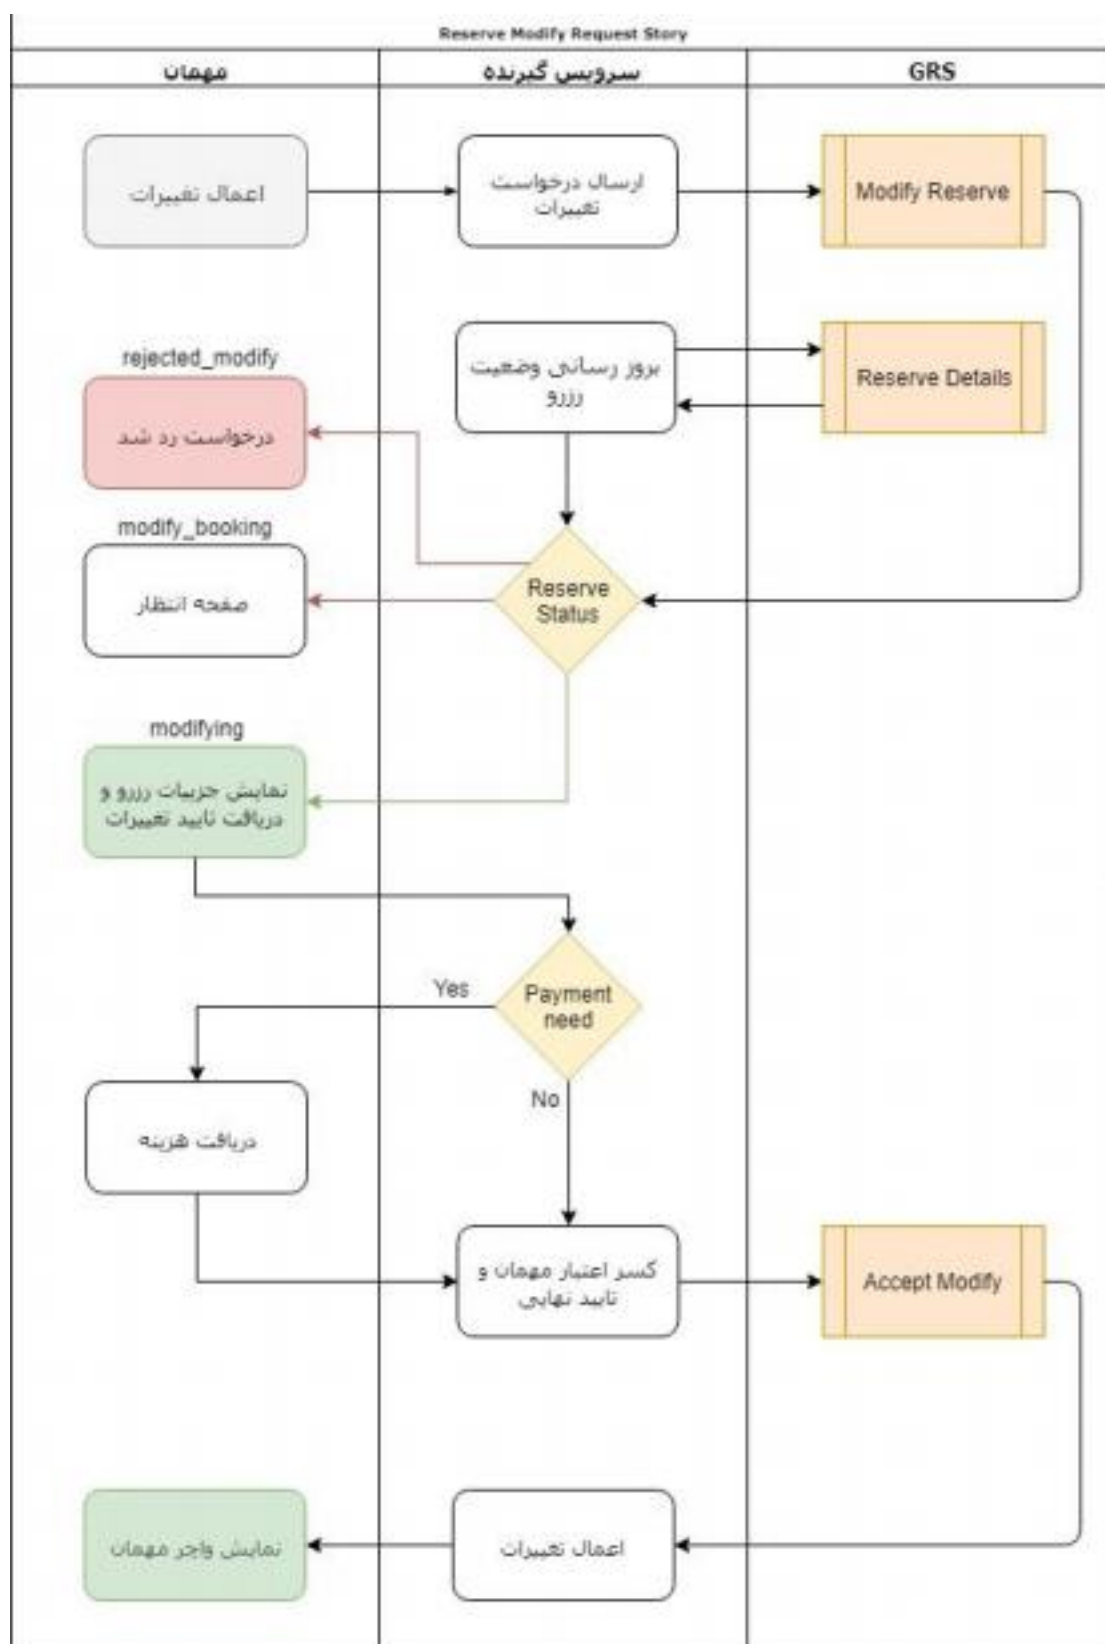 Reserve Modify Request Story
مهمان
سرویس گیرنده
GRS
اعمال تغییرات
ارسال درخواست
تغییرات
Modify Reserve
rejected_modify
درخواست رد شد
بروز رسانی وضعیت
رزرو
Reserve Details
modify_booking
صفحه انتظار
Reserve
Status
modifying
نمایش جزییات رزرو و
دریافت تایید تغییرات
Yes
Payment
need
No
دریافت هزینه
کسر اعتبار مهمان و
تایید نهایی
Accept Modify
نمایش واچر مهمان
اعمال تغییرات